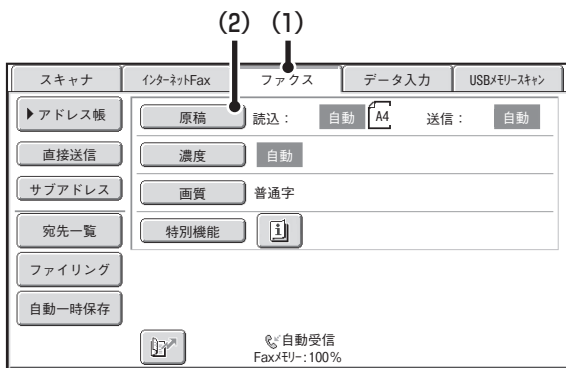 (2) (1)
スキャナ インターネットFax ファクス データ入力 USBメモリースキャン
アドレス帳 原稿 読込： 自動 A4 送信： 自動
直接送信 濃度 自動
サブアドレス 画質 普通字
宛先一覧 特別機能
ファイリング
自動一時保存
自動受信
Faxメモリー:100%